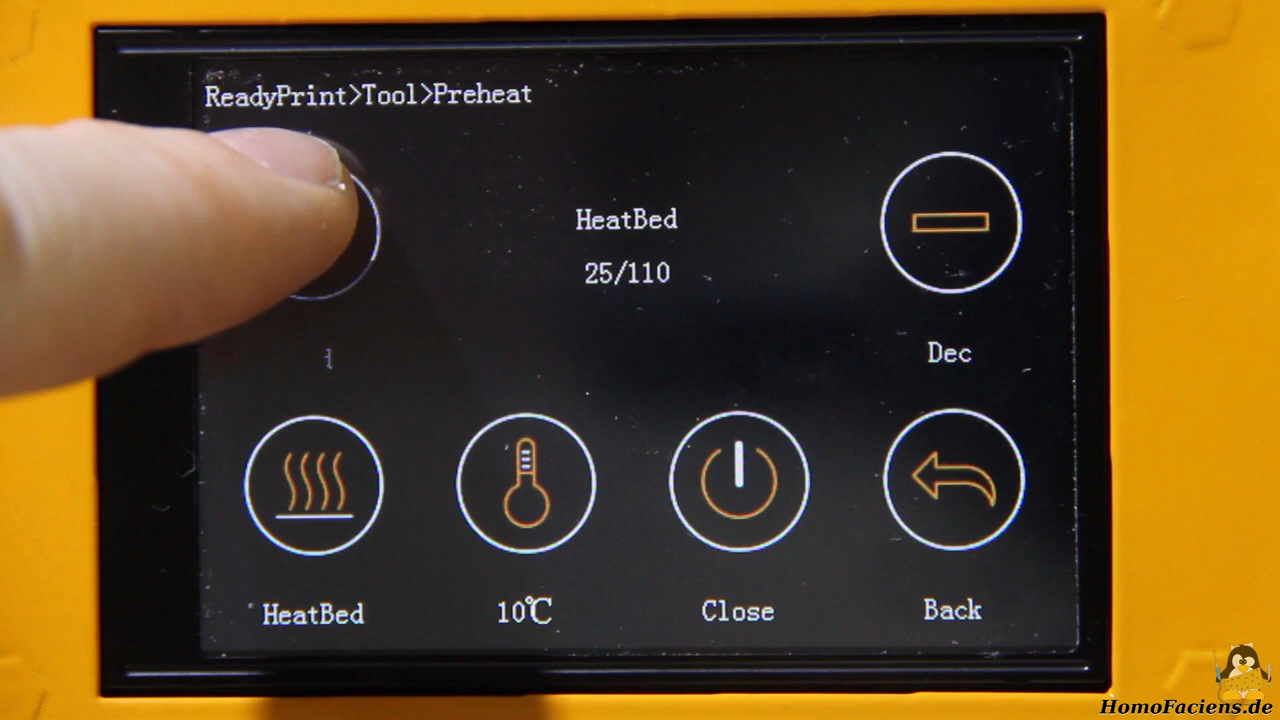 ReadyPrint>Tool>Preheat
HeatBed
25/110
Dec
HeatBed
10℃
Close
Back
HomoFaciens.de